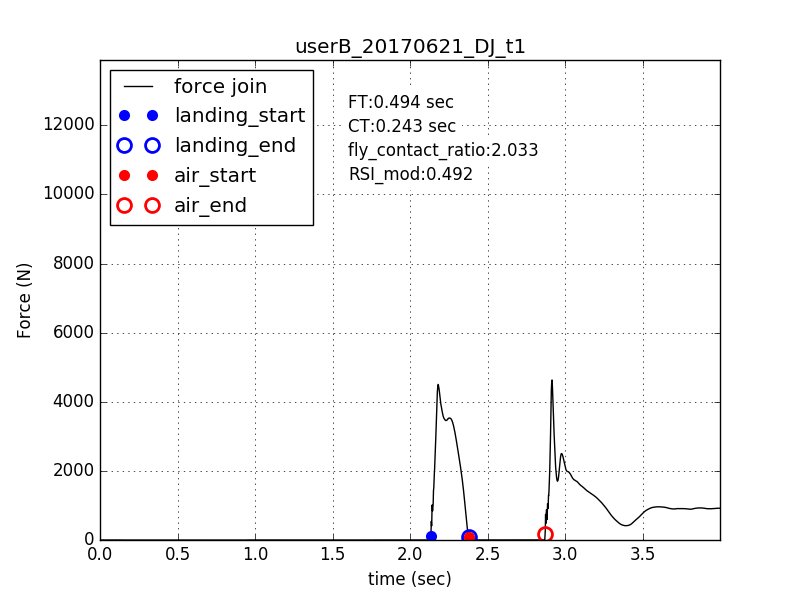 userB_20170621_DJ_t1
force join
landing_start
landing_end
air_start
air_end
FT:0.494 sec
CT:0.243 sec
fly_contact_ratio:2.033
RSI_mod:0.492
Force (N)
12000
10000
8000
6000
4000
2000
0
0.0 0.5 1.0 1.5 2.0 2.5 3.0 3.5
time (sec)